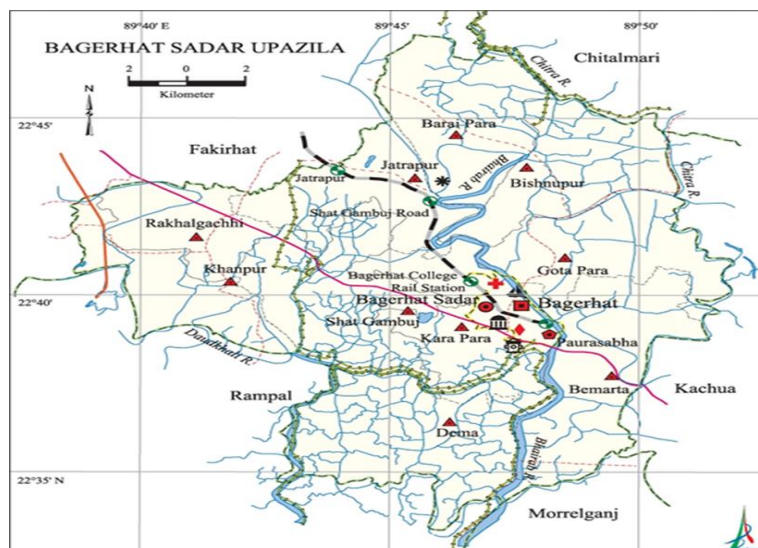 89°40' E
89°45'
89°50'
BAGERHAT SADAR UPAZILA
2 0 2
Kilometer
N
Chitalmari
Chitra R.
22°45'
Barai Para
Fakirhat
Jatrapur
Jatrapur
Bhairab R.
Bishnupur
Chitra R.
Shat Gambuj Road
Rakhalgachhi
Khanpur
Bagerhat College
Rail Station
Gota Para
22°40'
Bagerhat Sadar
Bagerhat
Shat Gambuj
Kara Para
Paurasabha
Daudkhali R.
Bemarta
Kachua
Rampal
Dema
Bhairab R.
22°35' N
Morrelganj